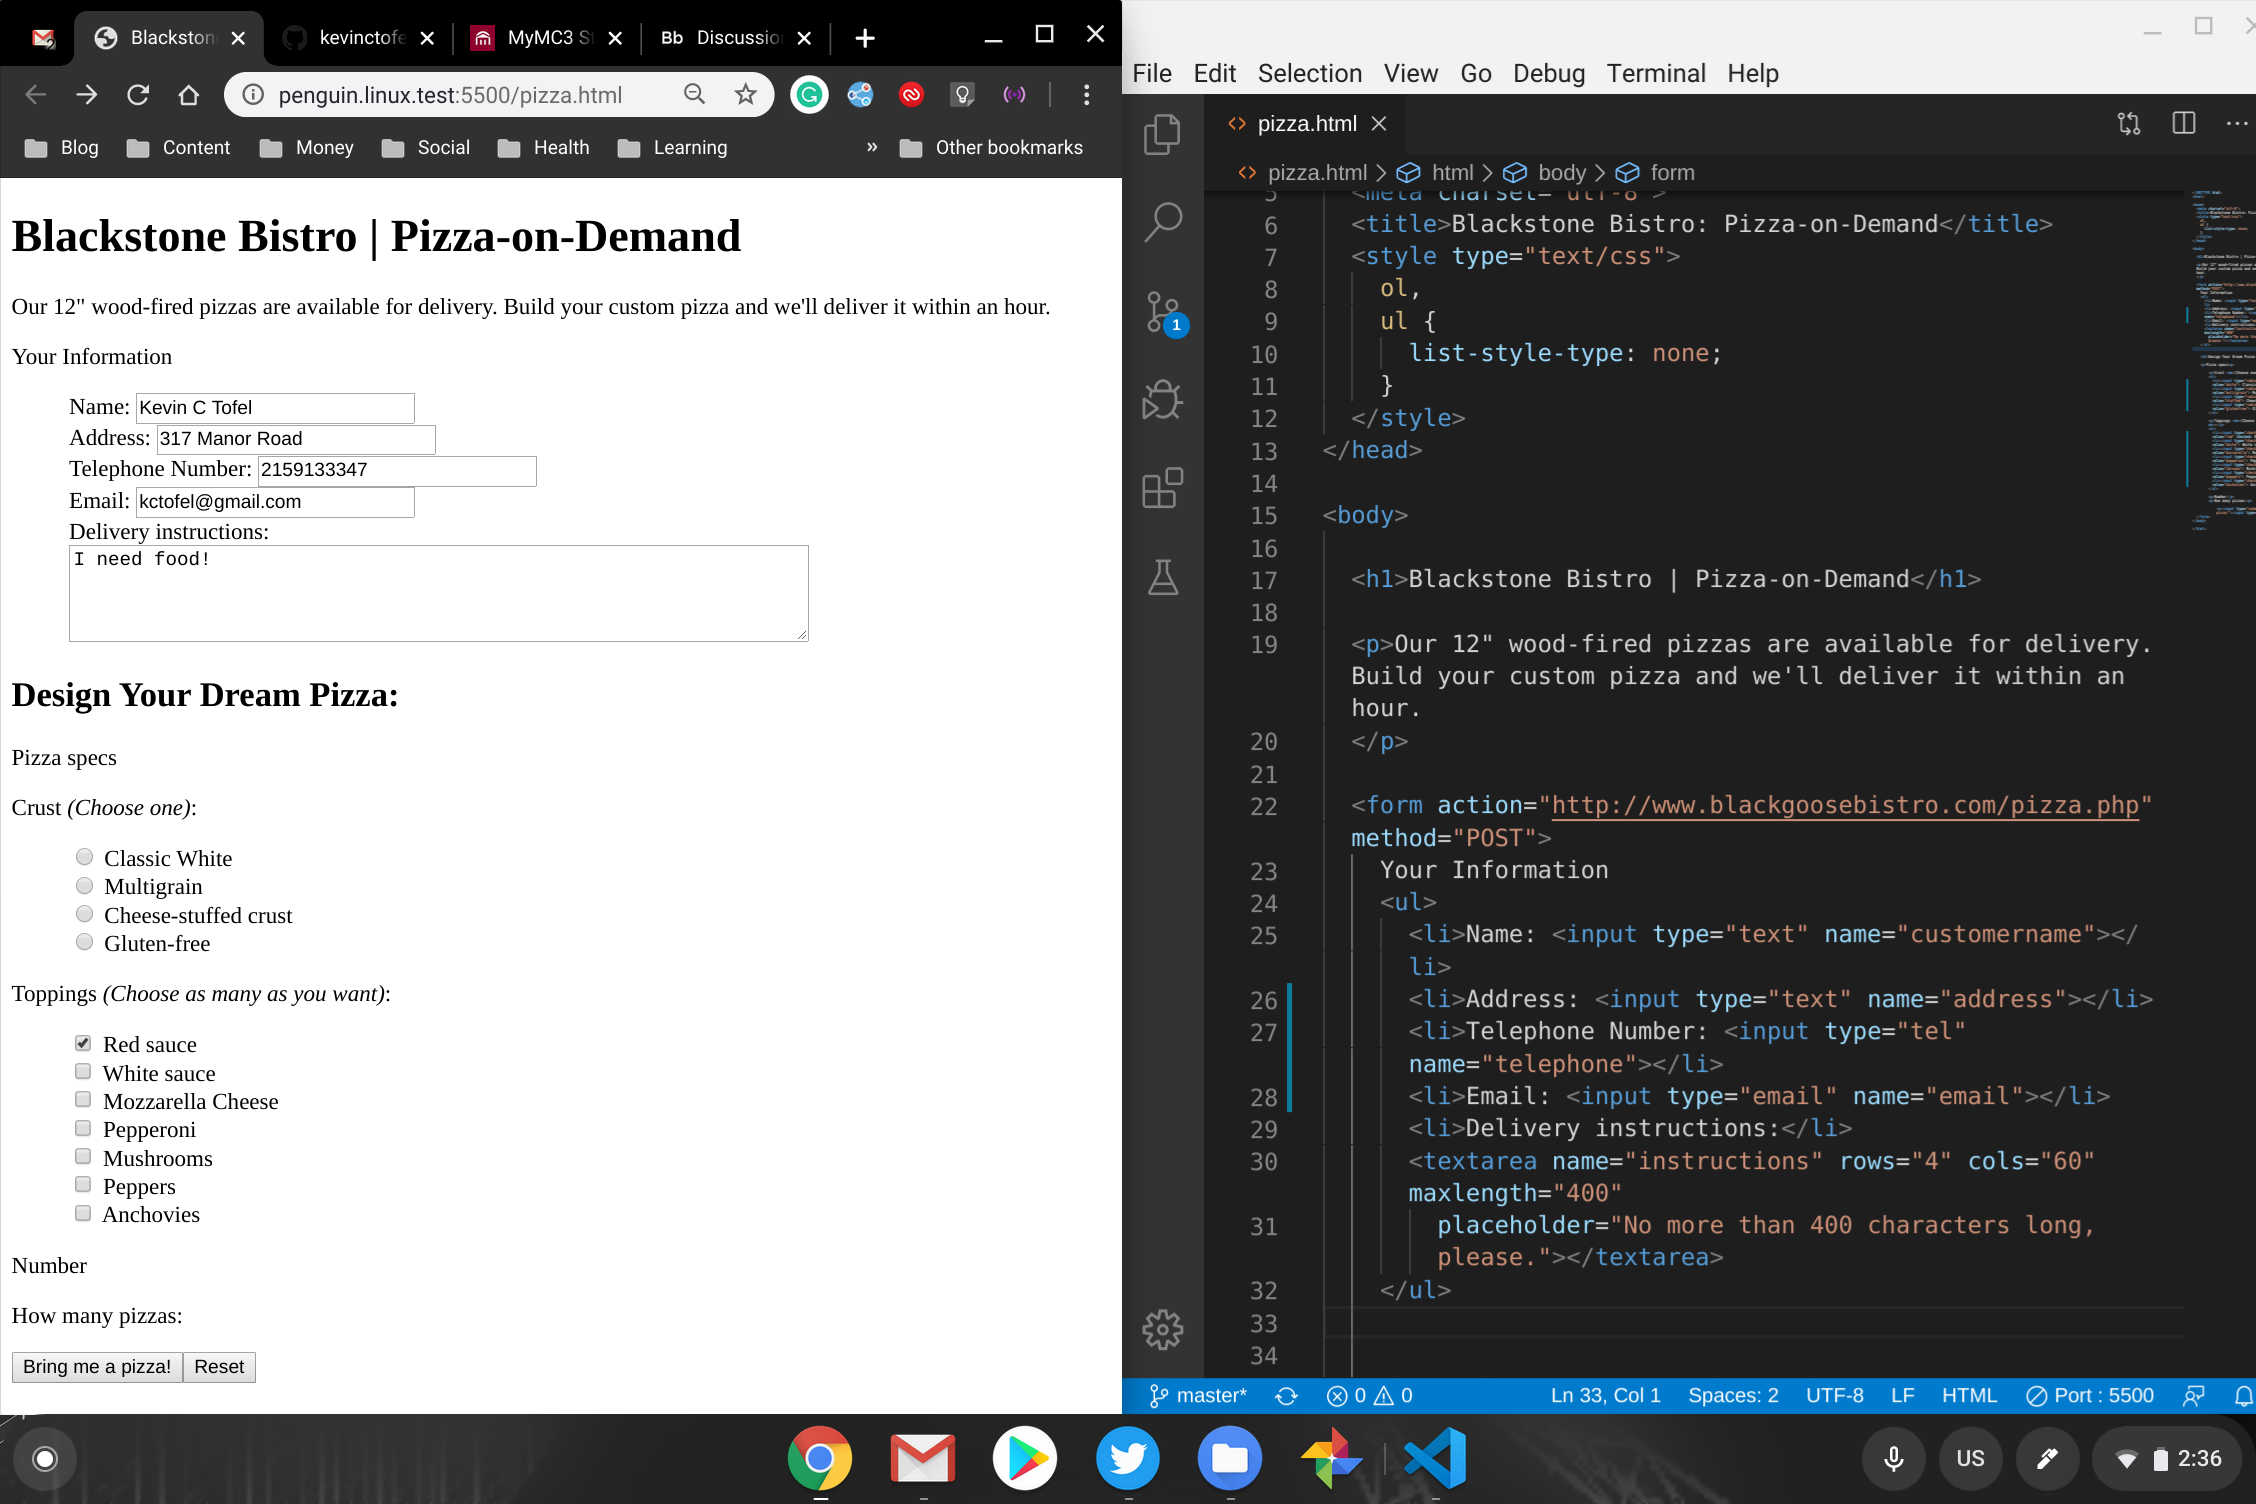 Blackston
kevinctofe
MyMC3 S
Bb Discussio
penguin.linux.test:5500/pizza.html
Blog
Content
Money
Social
Health
Learning
»
Other bookmarks
Blackstone Bistro | Pizza-on-Demand
Our 12" wood-fired pizzas are available for delivery. Build your custom pizza and we'll deliver it within an hour.
Your Information
Name: Kevin C Tofel
Address: 317 Manor Road
Telephone Number: 2159133347
Email: kctofel@gmail.com
Delivery instructions:
I need food!
Design Your Dream Pizza:
Pizza specs
Crust (Choose one):
Classic White
Multigrain
Cheese-stuffed crust
Gluten-free
Toppings (Choose as many as you want):
Red sauce
White sauce
Mozzarella Cheese
Pepperoni
Mushrooms
Peppers
Anchovies
Number
How many pizzas:
Bring me a pizza! Reset
File Edit Selection View Go Debug Terminal Help
pizza.html
pizza.html > html > body > form
5 <meta charset="utf-8">
6 <title>Blackstone Bistro: Pizza-on-Demand</title>
7 <style type="text/css">
8 ol,
9 ul {
10 list-style-type: none;
11 }
12 </style>
13 </head>
14
15 <body>
16
17 <h1>Blackstone Bistro | Pizza-on-Demand</h1>
18
19 <p>Our 12" wood-fired pizzas are available for delivery.
Build your custom pizza and we'll deliver it within an
hour.
20 </p>
21
22 <form action="http://www.blackgoosebistro.com/pizza.php"
method="POST">
23 Your Information
24 <ul>
25 <li>Name: <input type="text" name="customername"></
li>
26 <li>Address: <input type="text" name="address"></li>
27 <li>Telephone Number: <input type="tel"
name="telephone"></li>
28 <li>Email: <input type="email" name="email"></li>
29 <li>Delivery instructions:</li>
30 <textarea name="instructions" rows="4" cols="60"
maxlength="400"
31 placeholder="No more than 400 characters long,
please."></textarea>
32 </ul>
33
34
1
master* 0 0 Ln 33, Col 1 Spaces: 2 UTF-8 LF HTML Port : 5500
US
2:36